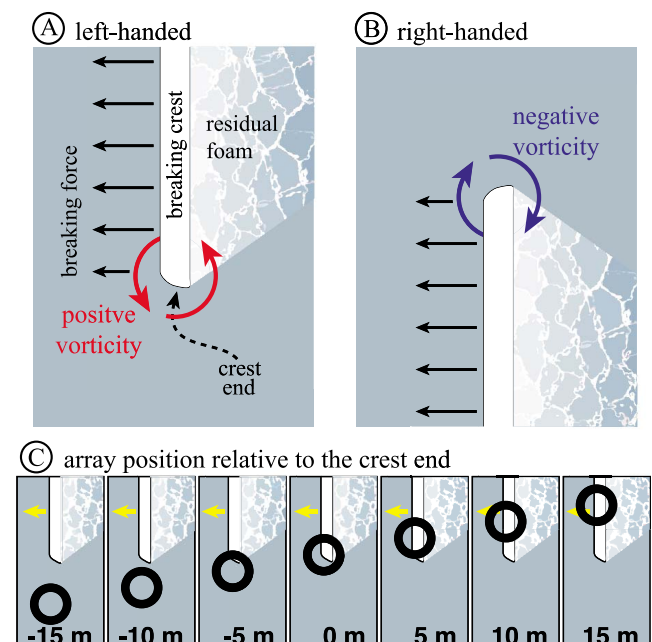 A left-handed
B right-handed
breaking force
breaking crest
residual
foam
positve
vorticity
crest
end
negative
vorticity
C array position relative to the crest end
-15 m
-10 m
-5 m
0 m
5 m
10 m
15 m